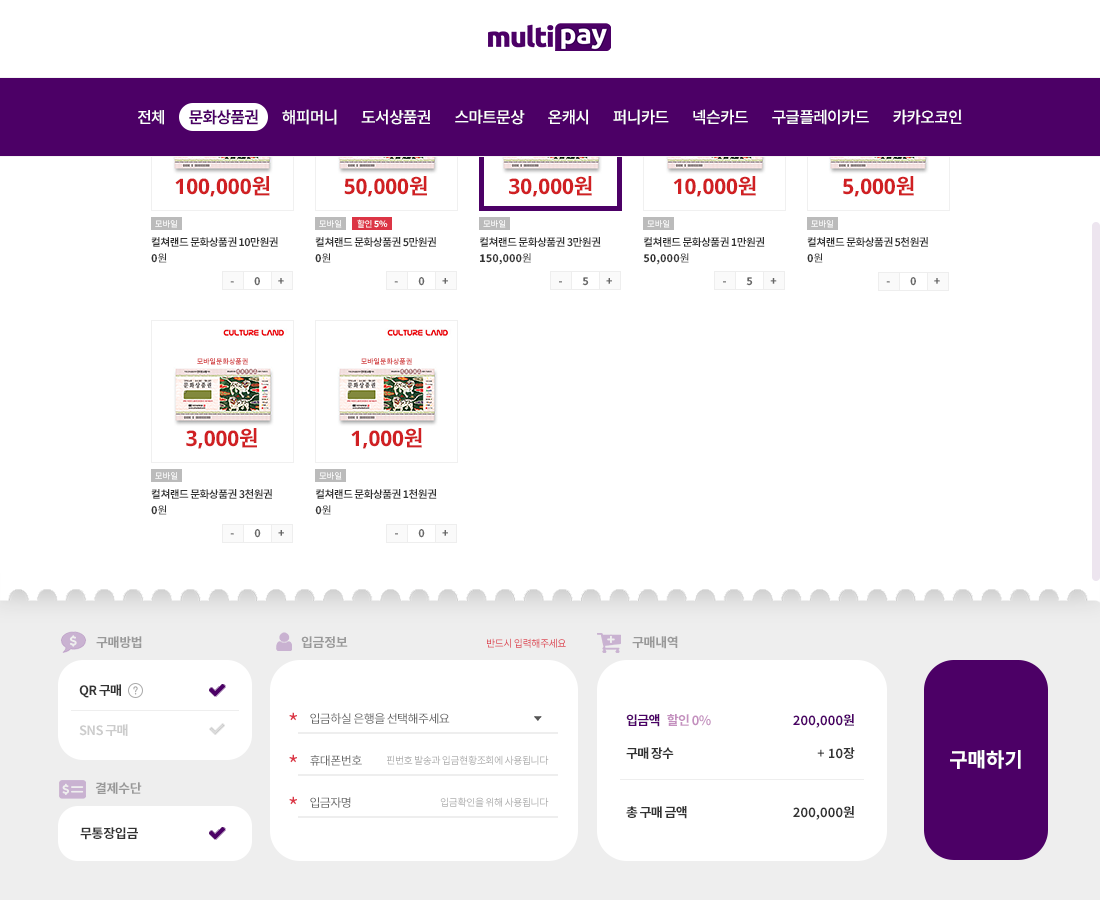 multipay
전체 문화상품권 해피머니 도서상품권 스마트문상 온캐시 퍼니카드 넥슨카드 구글플레이카드 카카오코인
100,000원 50,000원 30,000원 10,000원 5,000원
모바일 모바일 할인 5% 모바일 모바일 모바일
컬쳐랜드 문화상품권 10만원권 컬쳐랜드 문화상품권 5만원권 컬쳐랜드 문화상품권 3만원권 컬쳐랜드 문화상품권 1만원권 컬쳐랜드 문화상품권 5천원권
0원 0원 150,000원 50,000원 0원
- 0 + - 0 + - 5 + - 5 + - 0 +
CULTURE LAND CULTURE LAND
모바일문화상품권 모바일문화상품권
문화상품권 문화상품권
3,000원 1,000원
모바일 모바일
컬쳐랜드 문화상품권 3천원권 컬쳐랜드 문화상품권 1천원권
0원 0원
- 0 + - 0 +
구매방법 입금정보 반드시 입력해주세요 구매내역
QR 구매 ?
SNS 구매
결제수단
무통장입금
* 입금하실 은행을 선택해주세요
* 휴대폰번호 핀번호 발송과 입금현황조회에 사용됩니다
* 입금자명 입금확인을 위해 사용됩니다
입금액 할인 0% 200,000원
구매 장수 + 10장
총 구매 금액 200,000원
구매하기